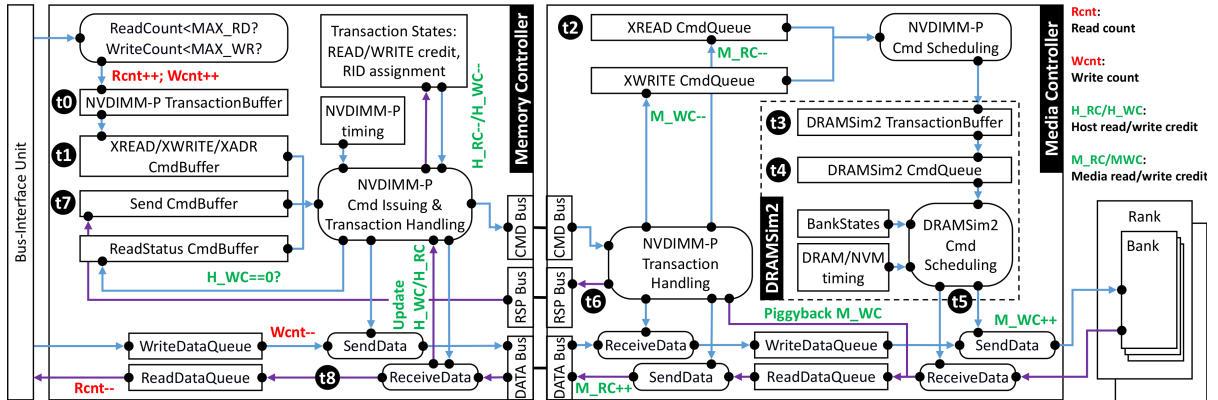 Bus-Interface Unit
ReadCount<MAX_RD?
WriteCount<MAX_WR?
Rcnt++; Wcnt++
t0
NVDIMM-P TransactionBuffer
t1
XREAD/XWRITE/XADR
CmdBuffer
t7
Send CmdBuffer
ReadStatus CmdBuffer
H_WC==0?
Transaction States:
READ/WRITE credit,
RID assignment
NVDIMM-P
timing
H_RC--/H_WC--
NVDIMM-P
Cmd Issuing &
Transaction Handling
Update
H_WC/H_RC
WriteDataQueue
Wcnt--
SendData
ReadDataQueue
Rcnt--
t8
ReceiveData
Memory Controller
CMD Bus
CMD Bus
RSP Bus
RSP Bus
DATA Bus
DATA Bus
t2
XREAD CmdQueue
M_RC--
XWRITE CmdQueue
M_WC--
NVDIMM-P
Cmd Scheduling
Media Controller
t3
DRAMSim2 TransactionBuffer
t4
DRAMSim2 CmdQueue
DRAMSim2
BankStates
DRAM/NVM
timing
DRAMSim2
Cmd
Scheduling
t5
NVDIMM-P
Transaction
Handling
t6
Piggyback M_WC
M_WC++
ReceiveData
WriteDataQueue
SendData
M_RC++
SendData
ReadDataQueue
ReceiveData
Rcnt:
Read count
Wcnt:
Write count
H_RC/H_WC:
Host read/write credit
M_RC/MWC:
Media read/write credit
Rank
Bank